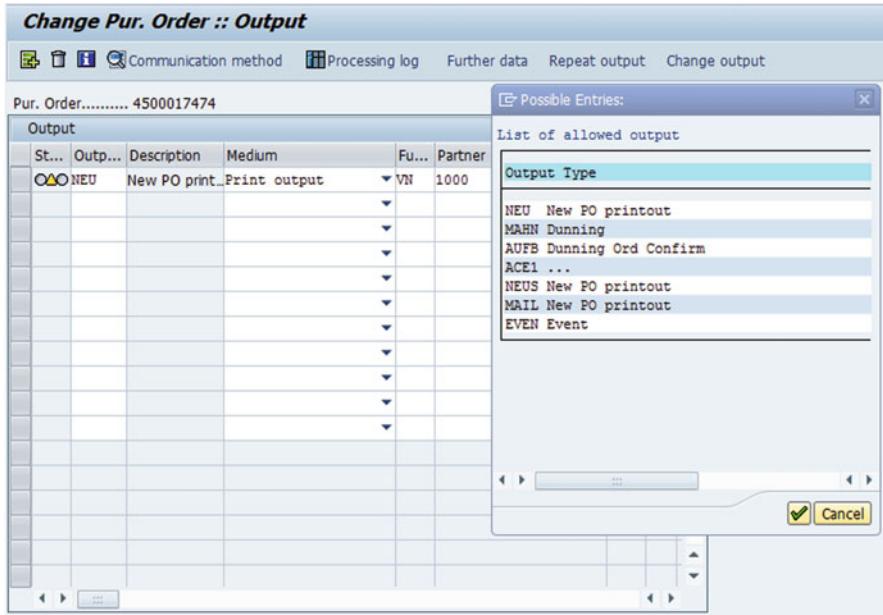 Change Pur. Order :: Output
Communication method Processing log Further data Repeat output Change output
Pur. Order.......... 4500017474
Output
St... Outp... Description Medium Fu... Partner
NEU New PO print... Print output VN 1000
Possible Entries:
List of allowed output
Output Type
NEU New PO printout
MAHN Dunning
AUFB Dunning Ord Confirm
ACE1 ...
NEUS New PO printout
MAIL New PO printout
EVEN Event
Cancel